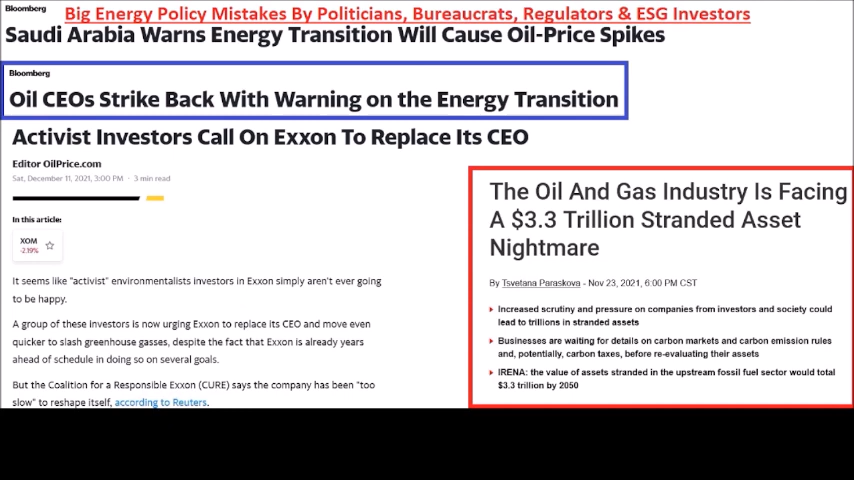 Bloomberg
Big Energy Policy Mistakes By Politicians, Bureaucrats, Regulators & ESG Investors
Saudi Arabia Warns Energy Transition Will Cause Oil-Price Spikes
Bloomberg
Oil CEOs Strike Back With Warning on the Energy Transition
Activist Investors Call On Exxon To Replace Its CEO
Editor OilPrice.com
Sat, December 11, 2021, 3:00 PM · 3 min read
In this article:
XOM
-2.19%
It seems like "activist" environmentalists investors in Exxon simply aren't ever going
to be happy.
A group of these investors is now urging Exxon to replace its CEO and move even
quicker to slash greenhouse gasses, despite the fact that Exxon is already years
ahead of schedule in doing so on several goals.
But the Coalition for a Responsible Exxon (CURE) says the company has been "too
slow" to reshape itself, according to Reuters.
The Oil And Gas Industry Is Facing
A $3.3 Trillion Stranded Asset
Nightmare
By Tsvetana Paraskova - Nov 23, 2021, 6:00 PM CST
Increased scrutiny and pressure on companies from investors and society could
lead to trillions in stranded assets
Businesses are waiting for details on carbon markets and carbon emission rules
and, potentially, carbon taxes, before re-evaluating their assets
IRENA: the value of assets stranded in the upstream fossil fuel sector would total
$3.3 trillion by 2050